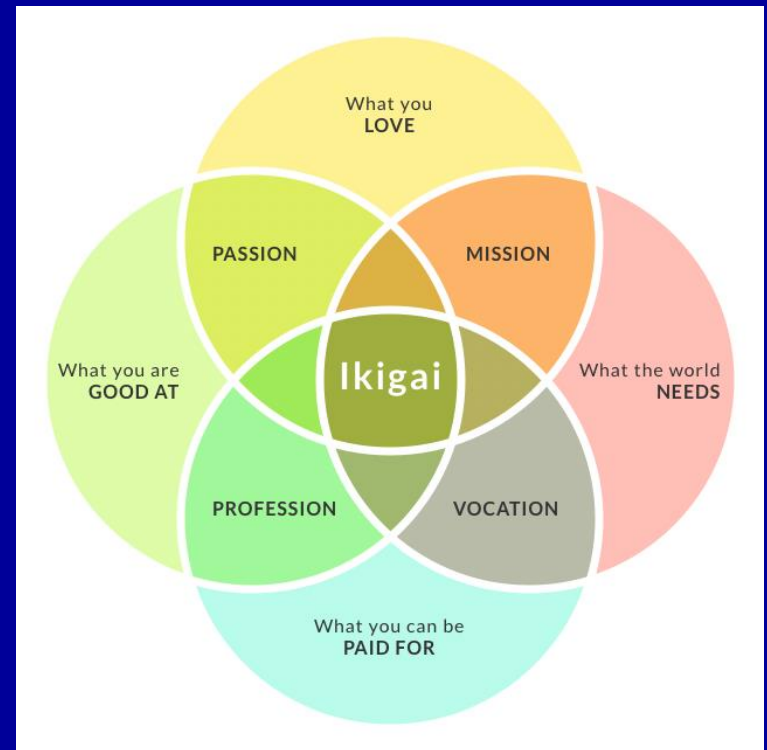 What you
LOVE
PASSION
MISSION
What you are
GOOD AT
Ikigai
What the world
NEEDS
PROFESSION
VOCATION
What you can be
PAID FOR